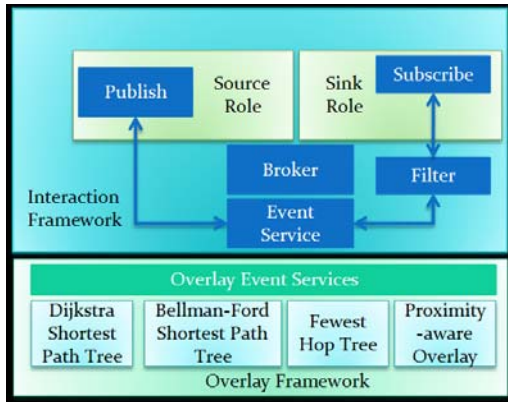 Publish
Source
Role
Sink
Role
Subscribe
Broker
Filter
Interaction
Framework
Event
Service
Overlay Event Services
Dijkstra
Shortest
Path Tree
Bellman-Ford
Shortest Path
Tree
Fewest
Hop Tree
Proximity
-aware
Overlay
Overlay Framework